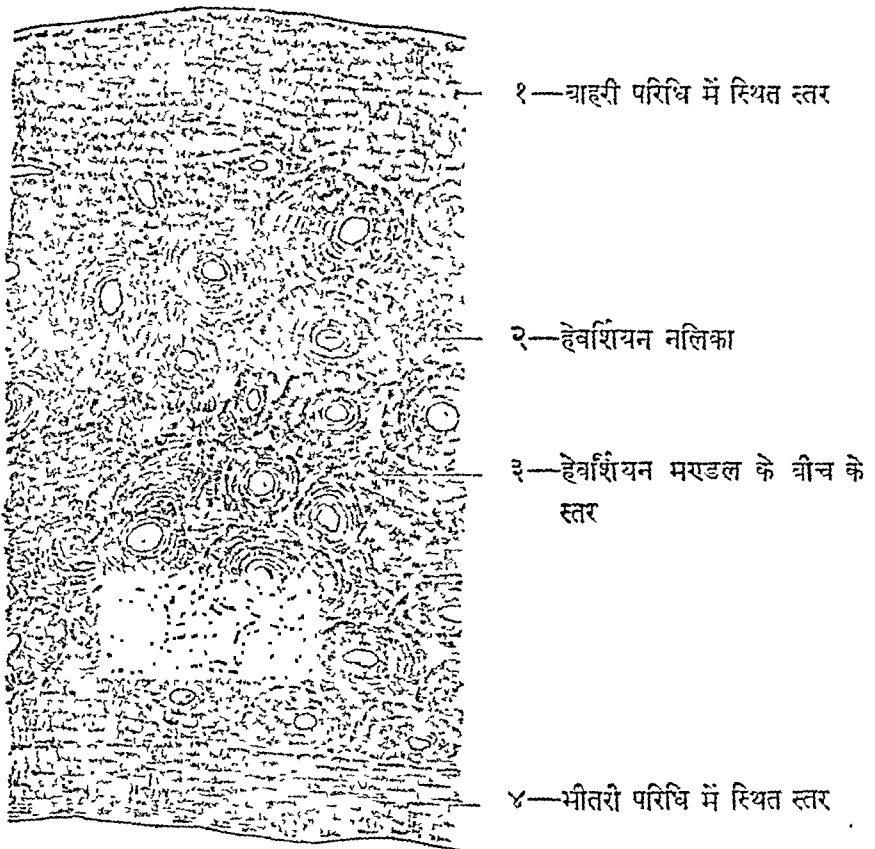 १—बाहरी परिधि में स्थित स्तर
२—हेवर्शियन नलिका
३—हेवर्शियन मण्डल के बीच के
स्तर
४—भीतरी परिधि में स्थित स्तर